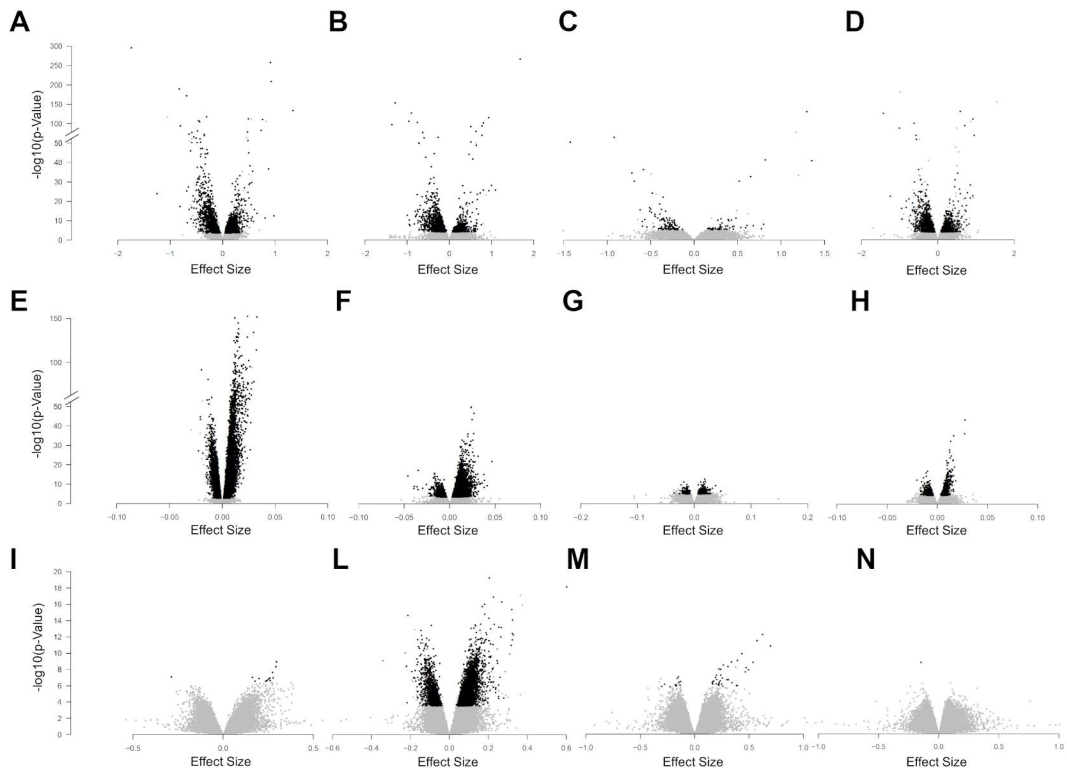 A B C D
300
250
200
150
100
50
40
30
20
10
0
-log10(p-Value)
−2 −1 0 1 2
−2 −1 0 1 2
−1.5 −1.0 −0.5 0.0 0.5 1.0 1.5
−2 −1 0 1 2
Effect Size Effect Size Effect Size Effect Size
E F G H
150
100
50
40
30
20
10
0
-log10(p-Value)
−0.10 −0.05 0.00 0.05 0.10
−0.10 −0.05 0.00 0.05 0.10
−0.2 −0.1 0.0 0.1 0.2
−0.10 −0.05 0.00 0.05 0.10
Effect Size Effect Size Effect Size Effect Size
I L M N
20
18
16
14
12
10
8
6
4
2
0
-log10(p-Value)
−0.5 0.0 0.5
−0.6 −0.4 −0.2 0.0 0.2 0.4 0.6
−1.0 −0.5 0.0 0.5 1.0
−1.0 −0.5 0.0 0.5 1.0
Effect Size Effect Size Effect Size Effect Size